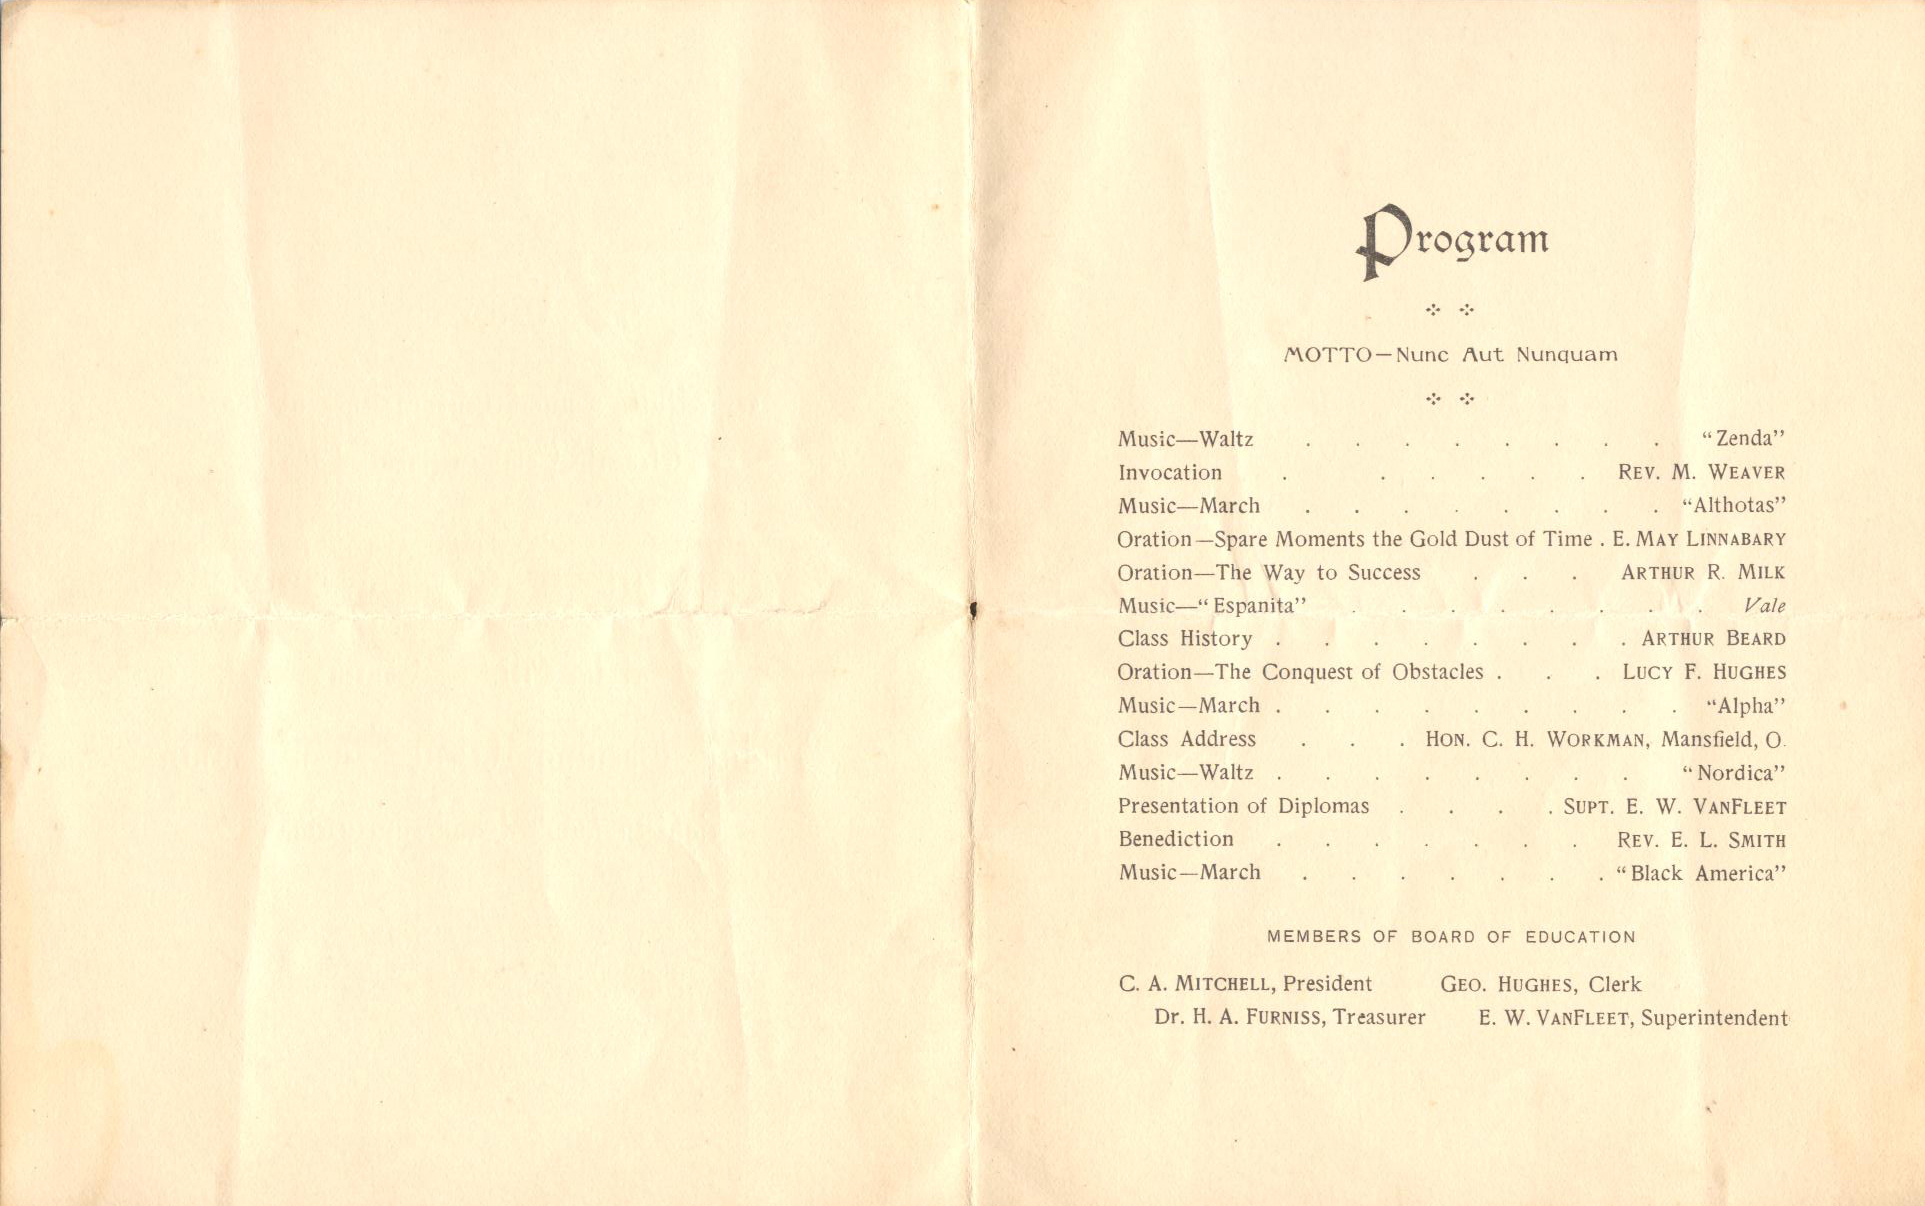 Program
MOTTO—Nunc Aut Nunquam
Music—Waltz . . . . . . . . "Zenda"
Invocation . . . . . . REV. M. WEAVER
Music—March . . . . . . . . "Althotas"
Oration—Spare Moments the Gold Dust of Time . E. MAY LINNABARY
Oration—The Way to Success . . . ARTHUR R. MILK
Music—"Espanita" . . . . . . . . Vale
Class History . . . . . . . . ARTHUR BEARD
Oration—The Conquest of Obstacles . . . LUCY F. HUGHES
Music—March . . . . . . . . . "Alpha"
Class Address . . . HON. C. H. WORKMAN, Mansfield, O.
Music—Waltz . . . . . . . . "Nordica"
Presentation of Diplomas . . . . SUPT. E. W. VANFLEET
Benediction . . . . . . . REV. E. L. SMITH
Music—March . . . . . . . "Black America"
MEMBERS OF BOARD OF EDUCATION
C. A. MITCHELL, President GEO. HUGHES, Clerk
Dr. H. A. FURNISS, Treasurer E. W. VANFLEET, Superintendent